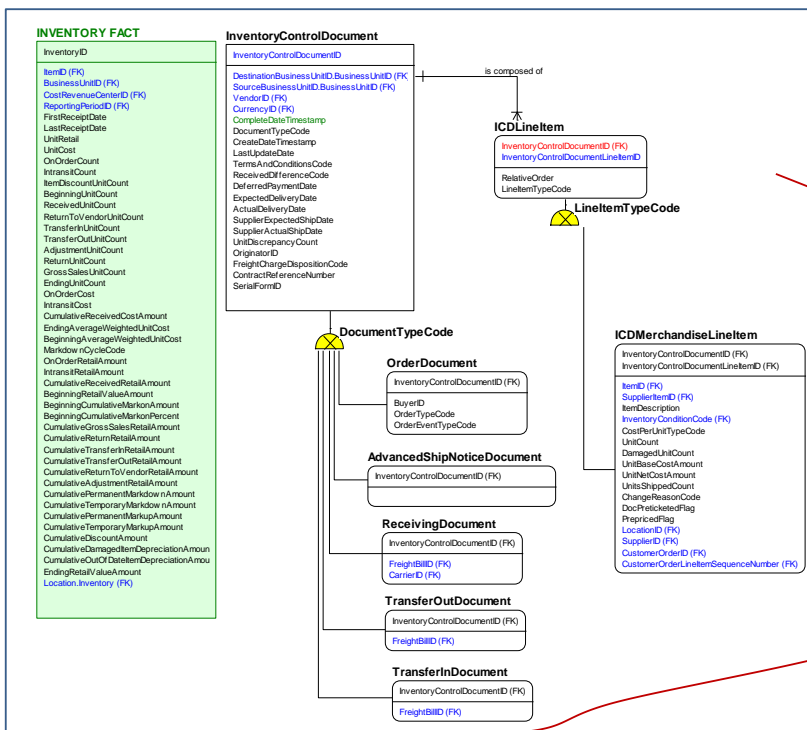 INVENTORY FACT
InventoryID
ItemID (FK)
BusinessUnitID (FK)
CostRevenueCenterID (FK)
ReportingPeriodID (FK)
FirstReceiptDate
LastReceiptDate
UnitRetail
UnitCost
OnOrderCount
IntransitCount
ItemDiscountUnitCount
BeginningUnitCount
ReceivedUnitCount
ReturnToVendorUnitCount
TransferInUnitCount
TransferOutUnitCount
AdjustmentUnitCount
ReturnUnitCount
GrossSalesUnitCount
EndingUnitCount
OnOrderCost
IntransitCost
CumulativeReceivedCostAmount
EndingAverageWeightedUnitCost
BeginningAverageWeightedUnitCost
MarkdownCycleCode
OnOrderRetailAmount
IntransitRetailAmount
CumulativeReceivedRetailAmount
BeginningRetailValueAmount
BeginningCumulativeMarkonAmount
BeginningCumulativeMarkonPercent
CumulativeGrossSalesRetailAmount
CumulativeReturnRetailAmount
CumulativeTransferInRetailAmount
CumulativeTransferOutRetailAmount
CumulativeReturnToVendorRetailAmount
CumulativeAdjustmentRetailAmount
CumulativePermanentMarkdownAmount
CumulativeTemporaryMarkdownAmount
CumulativePermanentMarkupAmount
CumulativeTemporaryMarkupAmount
CumulativeDiscountAmount
CumulativeDamagedItemDepreciationAmoun
CumulativeOutOfDateItemDepreciationAmou
EndingRetailValueAmount
Location.Inventory (FK)
InventoryControlDocument
InventoryControlDocumentID
DestinationBusinessUnitID.BusinessUnitID (FK)
SourceBusinessUnitID.BusinessUnitID (FK)
VendorID (FK)
CurrencyID (FK)
CompleteDateTimestamp
DocumentTypeCode
CreateDateTimestamp
LastUpdateDate
TermsAndConditionsCode
ReceivedDifferenceCode
DeferredPaymentDate
ExpectedDeliveryDate
ActualDeliveryDate
SupplierExpectedShipDate
SupplierActualShipDate
UnitDiscrepancyCount
OriginatorID
FreightChargeDispositionCode
ContractReferenceNumber
SerialFormID
is composed of
ICDLineItem
InventoryControlDocumentID (FK)
InventoryControlDocumentLineItemID
RelativeOrder
LineItemTypeCode
LineItemTypeCode
DocumentTypeCode
OrderDocument
InventoryControlDocumentID (FK)
BuyerID
OrderTypeCode
OrderEventTypeCode
AdvancedShipNoticeDocument
InventoryControlDocumentID (FK)
ReceivingDocument
InventoryControlDocumentID (FK)
FreightBillID (FK)
CarrierID (FK)
TransferOutDocument
InventoryControlDocumentID (FK)
FreightBillID (FK)
TransferInDocument
InventoryControlDocumentID (FK)
FreightBillID (FK)
ICDMerchandiseLineItem
InventoryControlDocumentID (FK)
InventoryControlDocumentLineItemID (FK)
ItemID (FK)
SupplierItemID (FK)
ItemDescription
InventoryConditionCode (FK)
CostPerUnitTypeCode
UnitCount
DamagedUnitCount
UnitBaseCostAmount
UnitNetCostAmount
UnitsShippedCount
ChangeReasonCode
DocPreticketedFlag
PrepricedFlag
LocationID (FK)
SupplierID (FK)
CustomerOrderID (FK)
CustomerOrderLineItemSequenceNumber (FK)